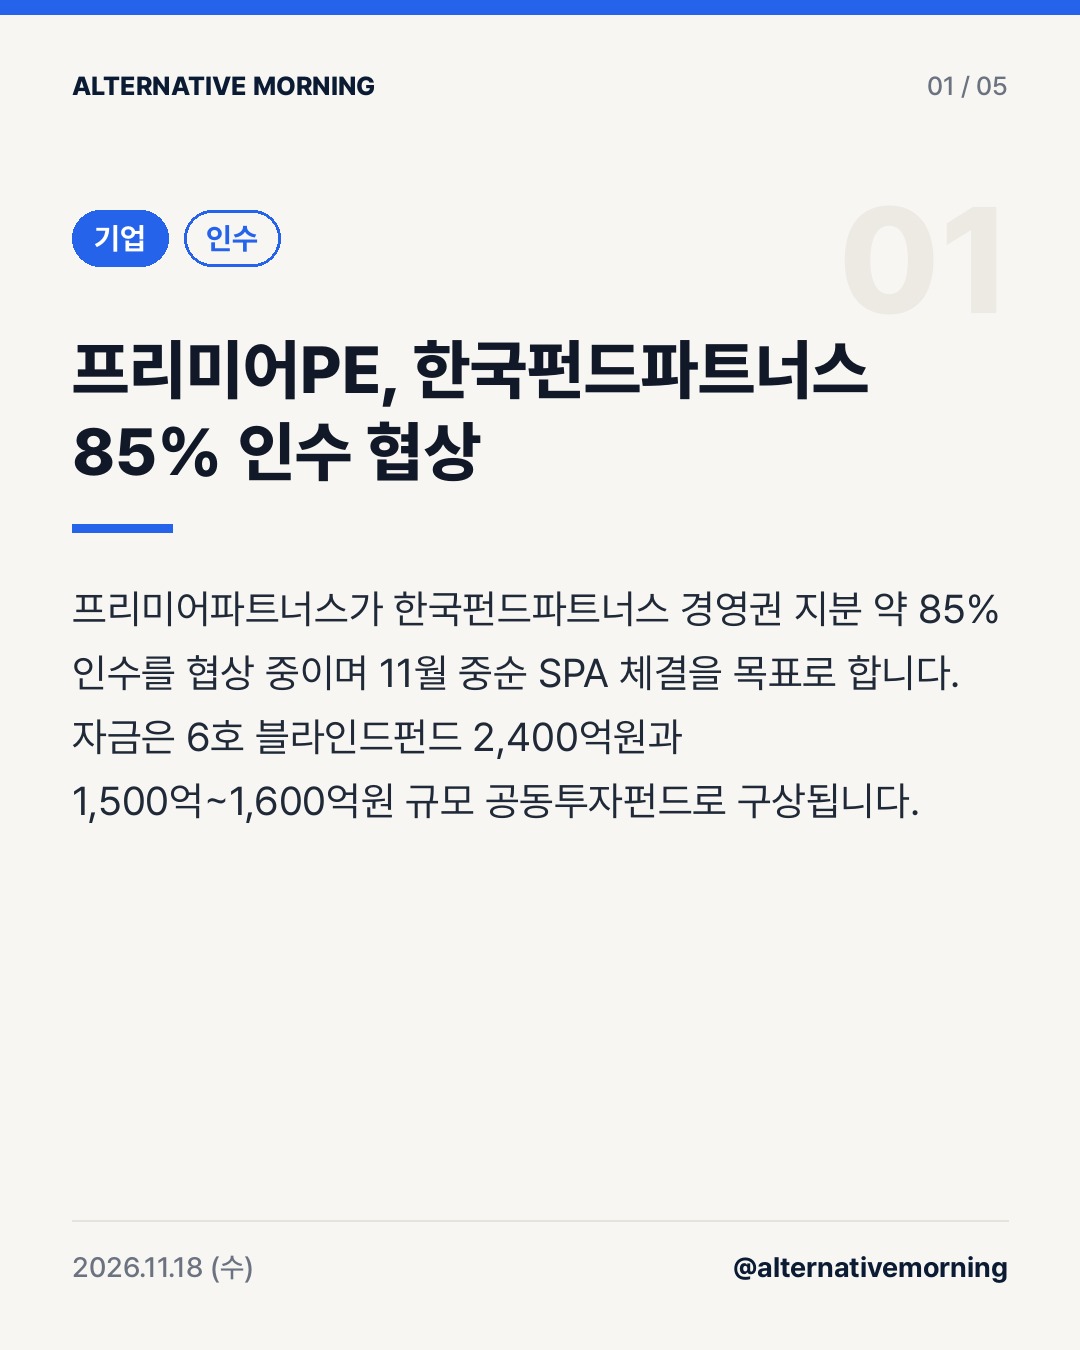 ALTERNATIVE MORNING
01 / 05
기업 인수
01
프리미어PE, 한국펀드파트너스
85% 인수 협상
프리미어파트너스가 한국펀드파트너스 경영권 지분 약 85%
인수를 협상 중이며 11월 중순 SPA 체결을 목표로 합니다.
자금은 6호 블라인드펀드 2,400억원과
1,500억~1,600억원 규모 공동투자펀드로 구상됩니다.
2026.11.18 (수)
@alternativemorning